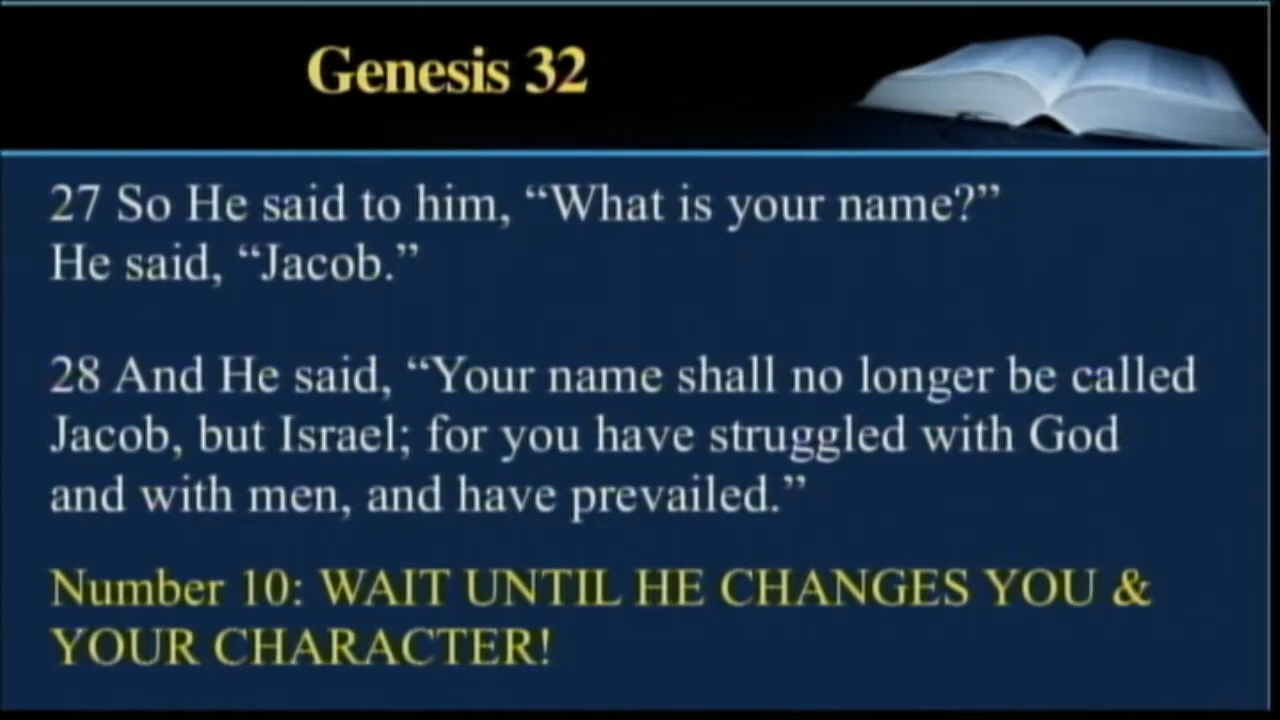 Genesis 32
27 So He said to him, “What is your name?”
He said, “Jacob.”
28 And He said, “Your name shall no longer be called
Jacob, but Israel; for you have struggled with God
and with men, and have prevailed.”
Number 10: WAIT UNTIL HE CHANGES YOU &
YOUR CHARACTER!